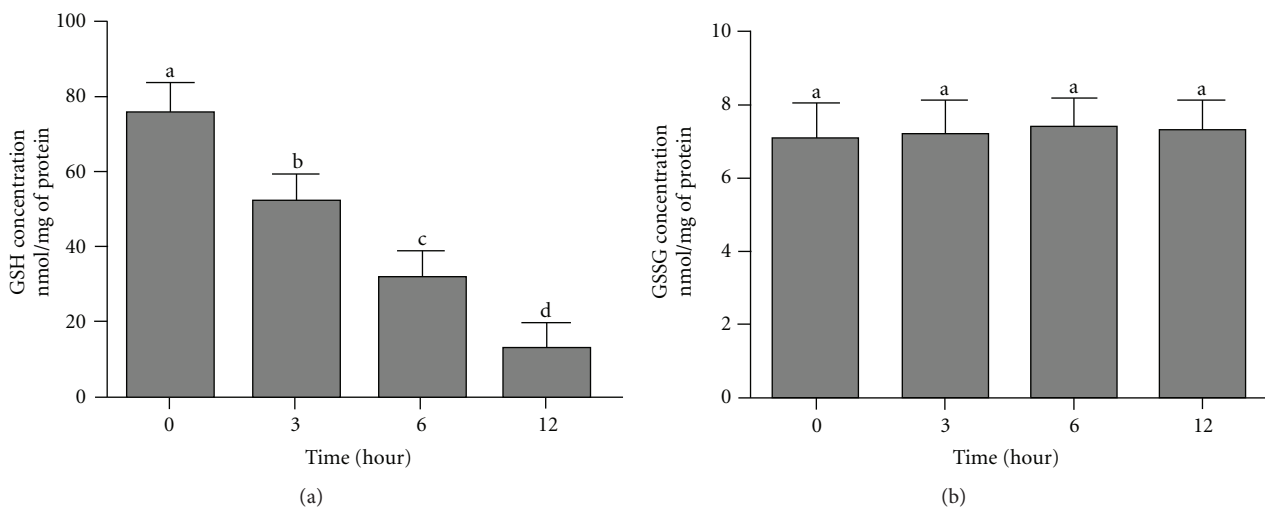 GSH concentration
nmol/mg of protein
100
80
60
40
20
0
a
b
c
d
0 3 6 12
Time (hour)
(a)
GSSG concentration
nmol/mg of protein
10
8
6
4
2
0
a a a a
0 3 6 12
Time (hour)
(b)